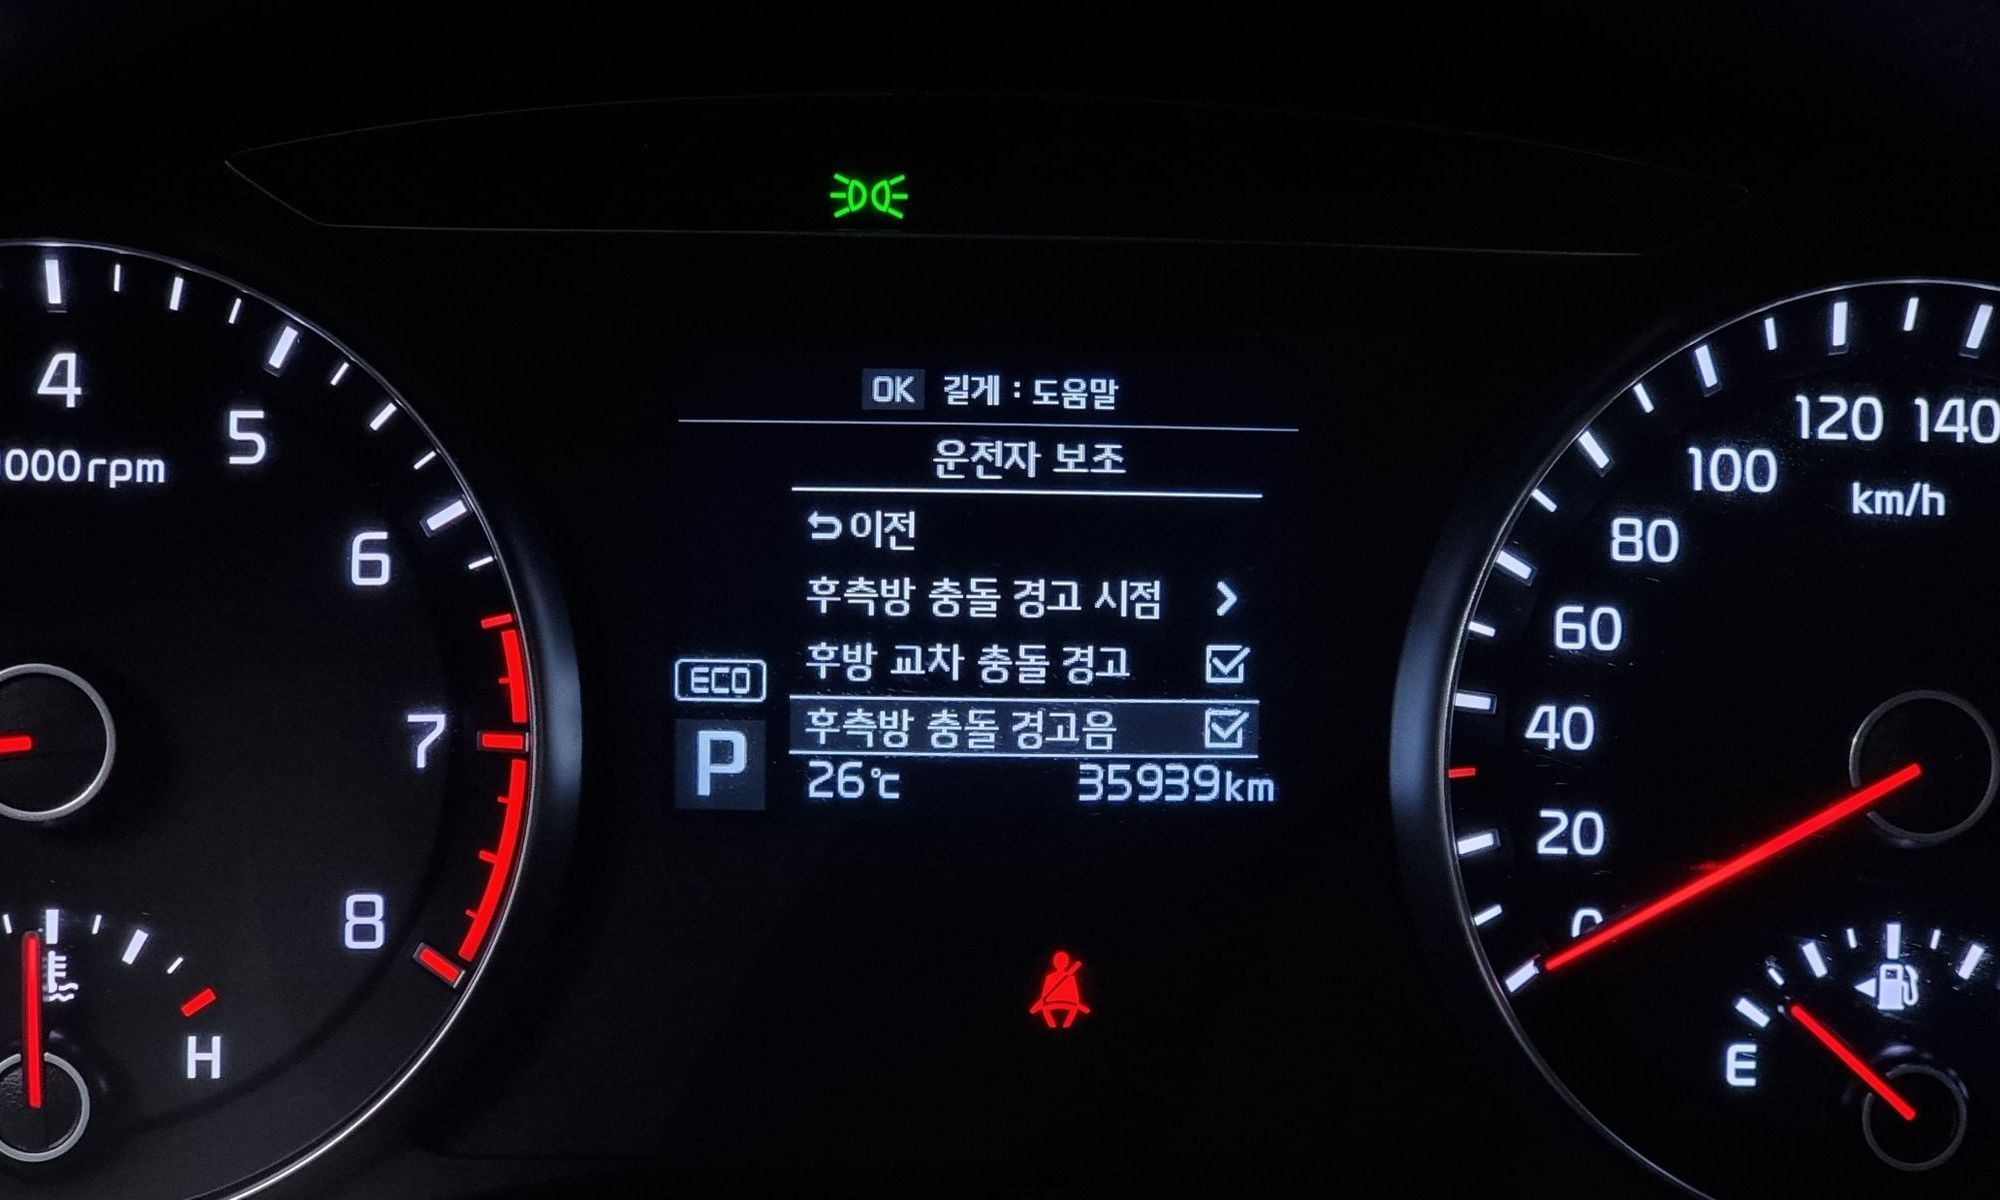 OK 길게 : 도움말
운전자 보조
이전
후측방 충돌 경고 시점
후방 교차 충돌 경고
후측방 충돌 경고음
26℃ 35939km
ECO
P
4
5
6
7
8
000rpm
H
0
20
40
60
80
100
120
140
km/h
E